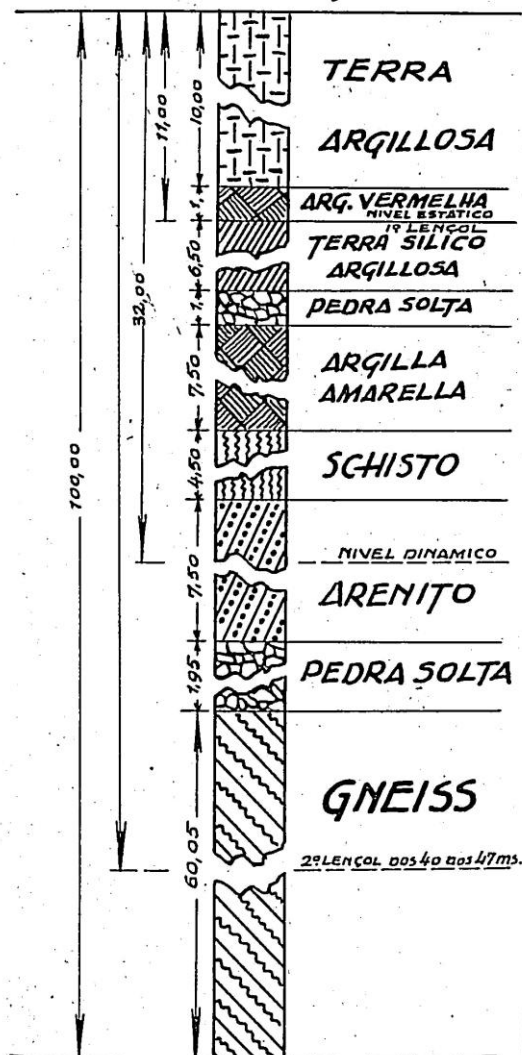 TERRA
ARGILLOSA
ARG. VERMELHA
NIVEL ESTATICO
1º LENÇOL
TERRA SILICO
ARGILLOSA
PEDRA SOLTA
ARGILLA
AMARELLA
SCHISTO
NIVEL DINAMICO
ARENITO
PEDRA SOLTA
GNEISS
2º LENÇOL DOS 40 AOS 47 ms.
100,00
32,00
11,00
10,00
1,
6,50
1,
7,50
4,50
7,50
1,95
60,05